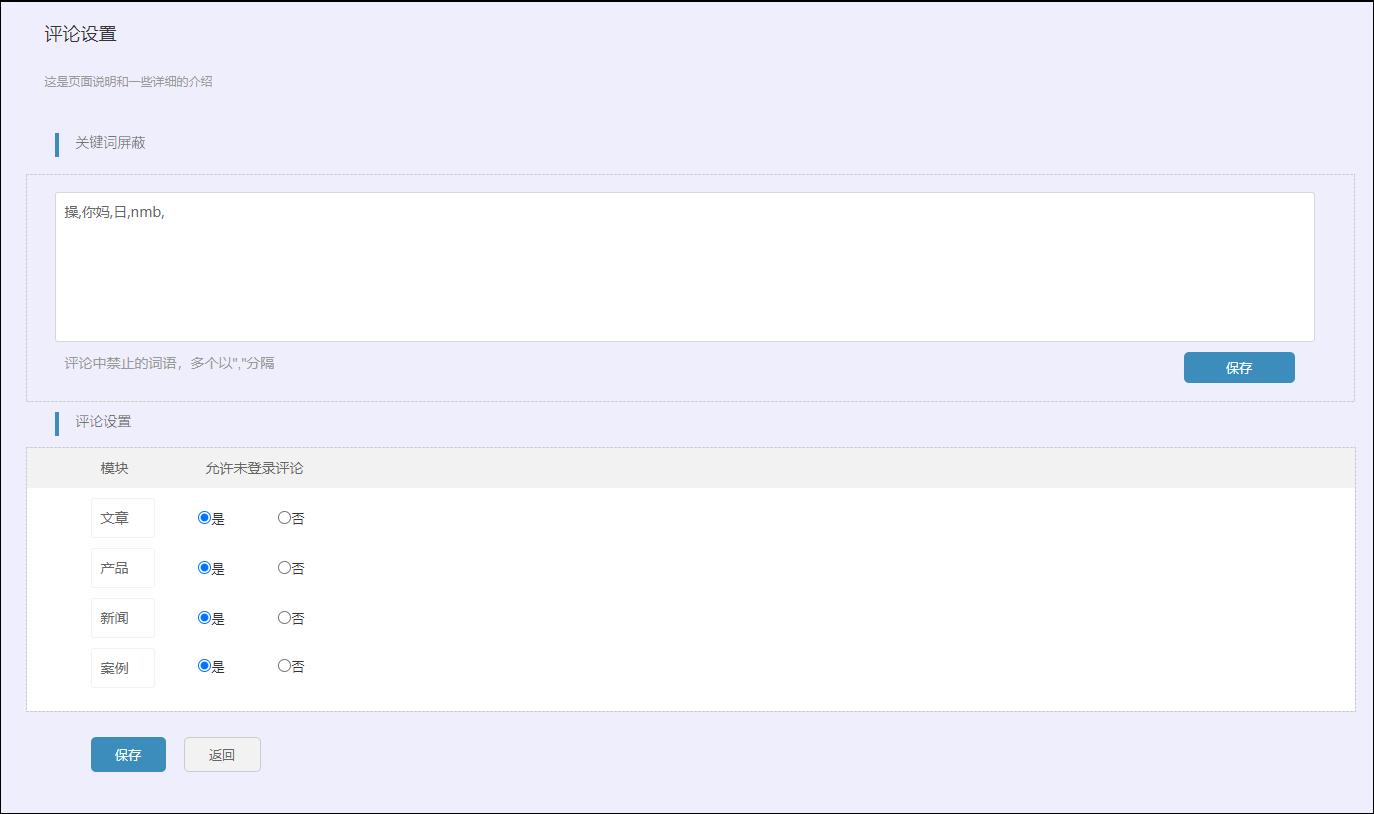 评论设置
这是页面说明和一些详细的介绍
关键词屏蔽
操,你妈,日,nmb,
评论中禁止的词语，多个以","分隔
保存
评论设置
模块 允许未登录评论
文章 是 否
产品 是 否
新闻 是 否
案例 是 否
保存 返回